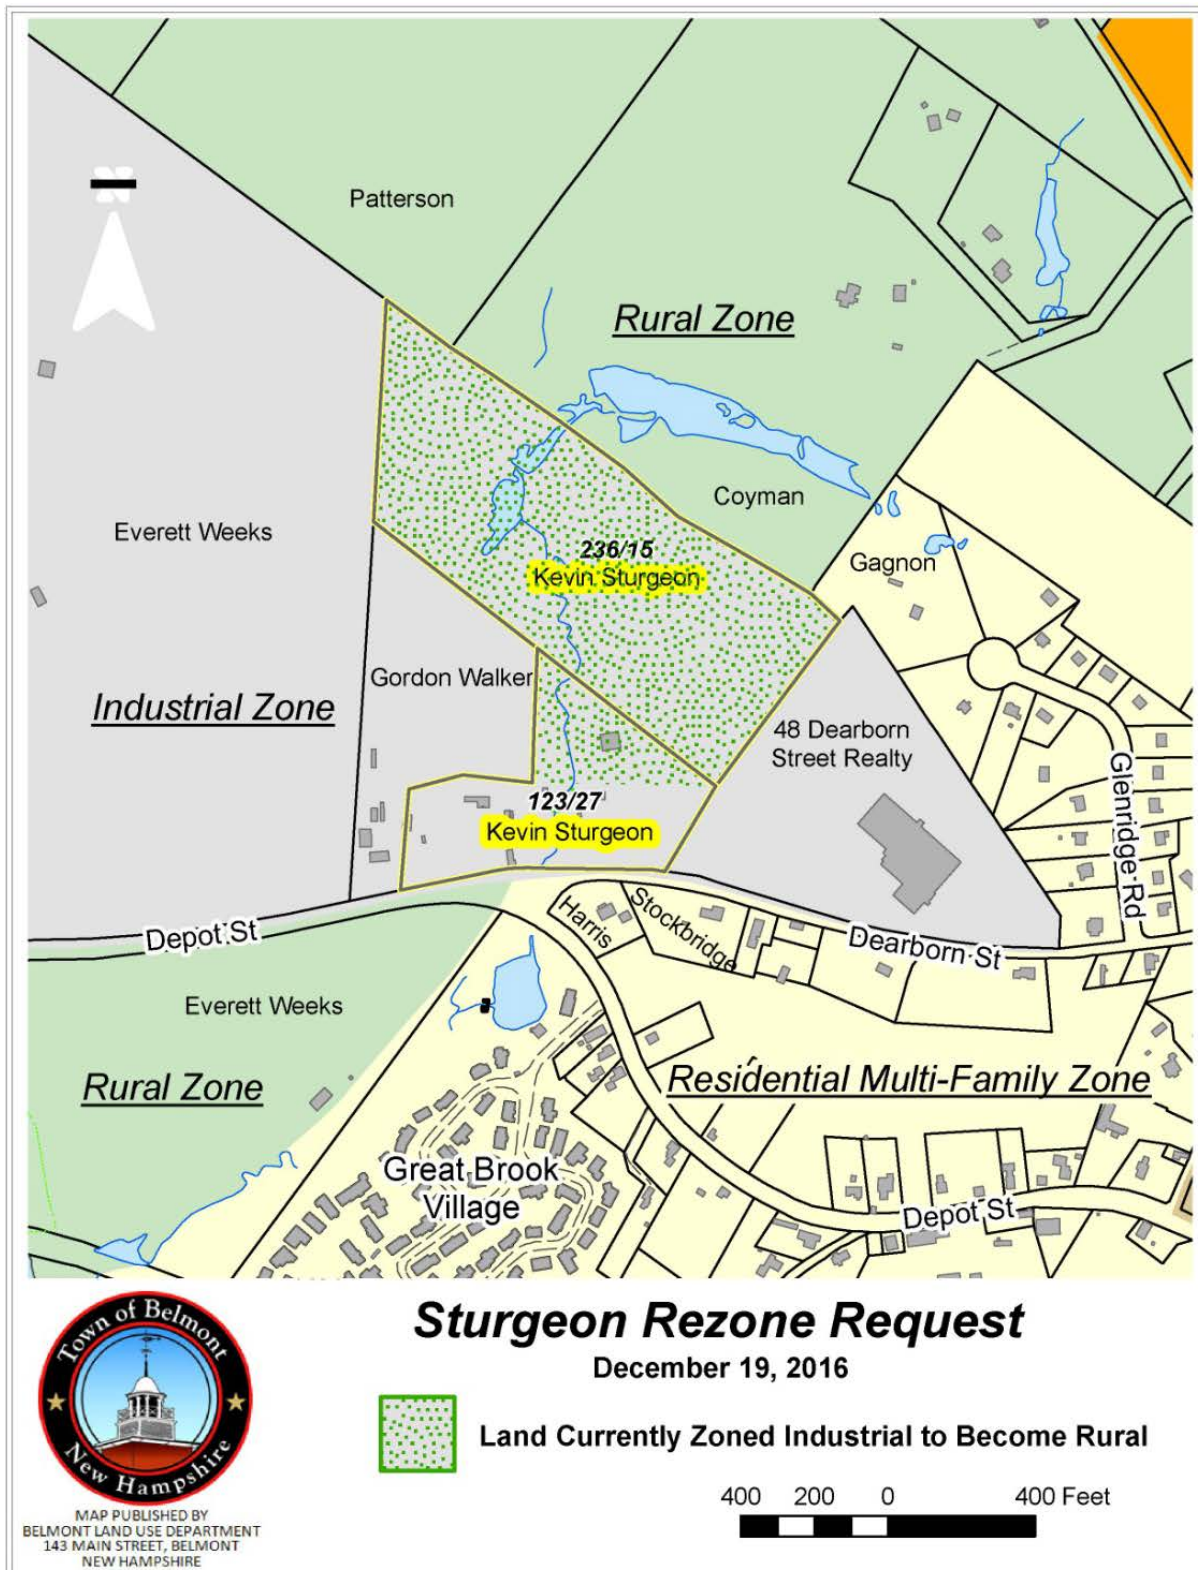 Patterson
Rural Zone
Coyman
Everett Weeks
236/15
Kevin Sturgeon
Gagnon
Gordon Walker
Industrial Zone
48 Dearborn
Street Realty
Glenridge Rd
123/27
Kevin Sturgeon
Harris
Stockbridge
Depot St
Dearborn St
Everett Weeks
Rural Zone
Residential Multi-Family Zone
Great Brook
Village
Depot St
Town of Belmont
New Hampshire
MAP PUBLISHED BY
BELMONT LAND USE DEPARTMENT
143 MAIN STREET, BELMONT
NEW HAMPSHIRE
Sturgeon Rezone Request
December 19, 2016
Land Currently Zoned Industrial to Become Rural
400 200 0 400 Feet